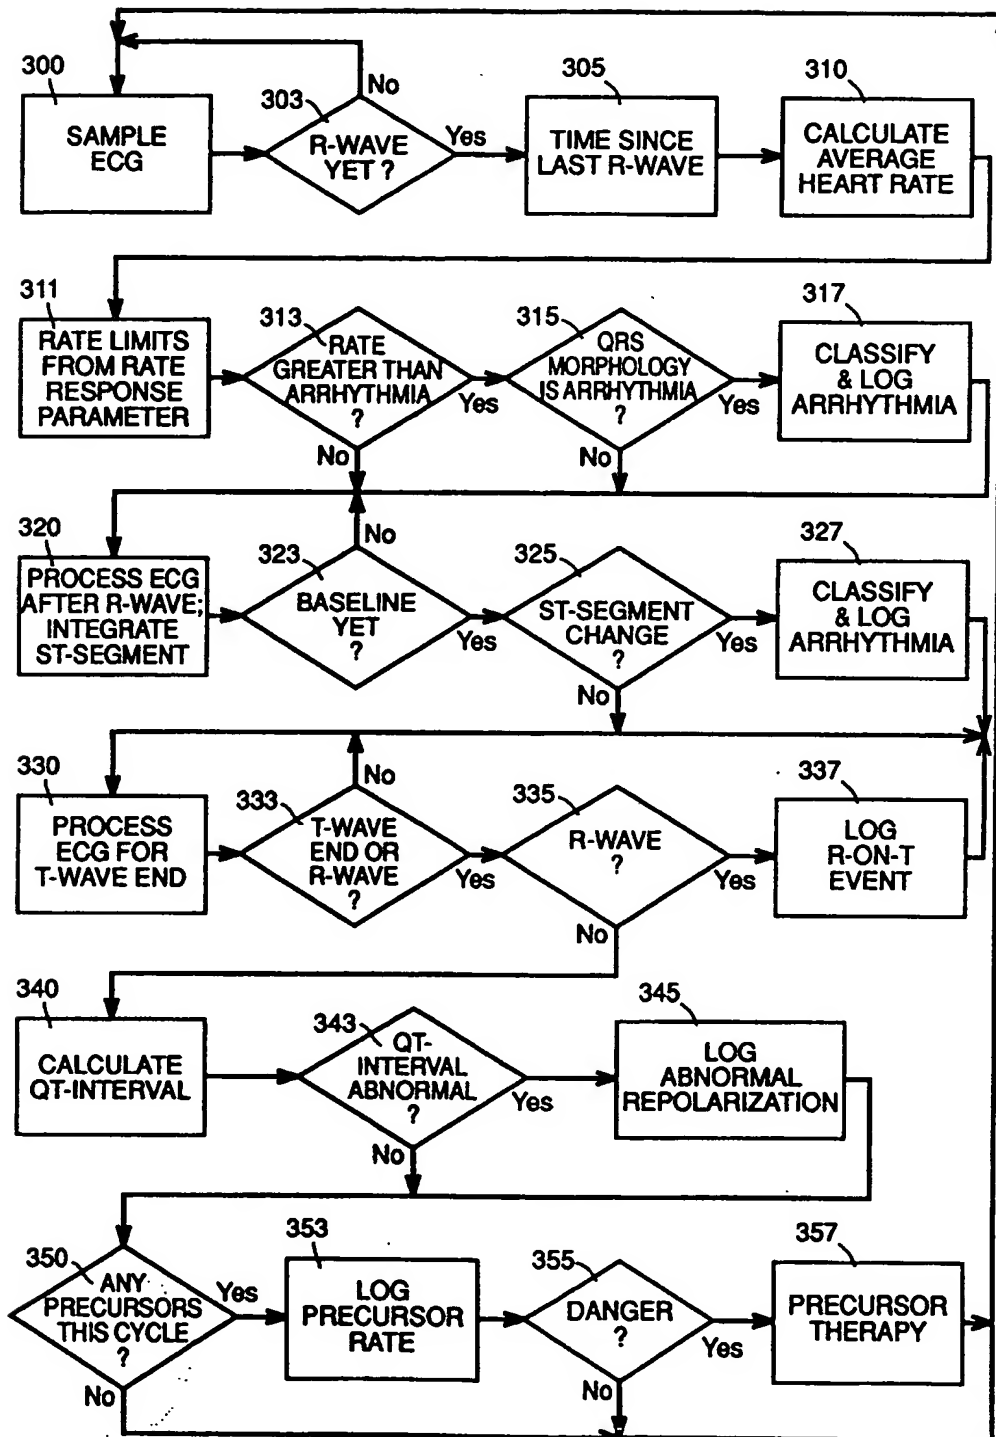 300
SAMPLE
ECG
303
R-WAVE
YET ?
No
Yes
305
TIME SINCE
LAST R-WAVE
310
CALCULATE
AVERAGE
HEART RATE
311
RATE LIMITS
FROM RATE
RESPONSE
PARAMETER
313
RATE
GREATER THAN
ARRHYTHMIA
?
Yes
No
315
QRS
MORPHOLOGY
IS ARRHYTHMIA
?
Yes
No
317
CLASSIFY
& LOG
ARRHYTHMIA
320
PROCESS ECG
AFTER R-WAVE;
INTEGRATE
ST-SEGMENT
323
BASELINE
YET
?
No
Yes
325
ST-SEGMENT
CHANGE
?
Yes
No
327
CLASSIFY
& LOG
ARRHYTHMIA
330
PROCESS
ECG FOR
T-WAVE END
333
T-WAVE
END OR
R-WAVE
?
No
Yes
335
R-WAVE
?
Yes
No
337
LOG
R-ON-T
EVENT
340
CALCULATE
QT-INTERVAL
343
QT-
INTERVAL
ABNORMAL
?
Yes
No
345
LOG
ABNORMAL
REPOLARIZATION
350
ANY
PRECURSORS
THIS CYCLE
?
Yes
No
353
LOG
PRECURSOR
RATE
355
DANGER
?
Yes
No
357
PRECURSOR
THERAPY